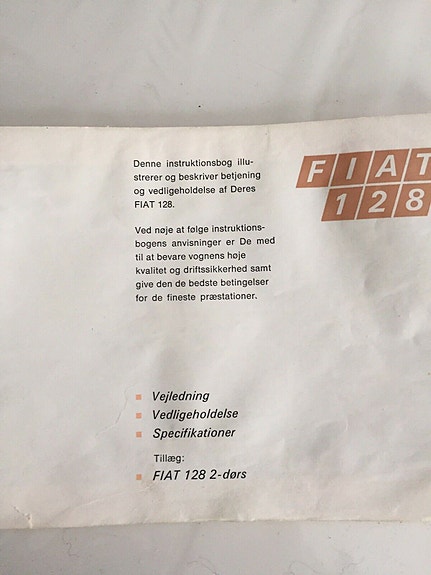 Denne instruktionsbog illu-
strerer og beskriver betjening
og vedligeholdelse af Deres
FIAT 128.
Ved nøje at følge instruktions-
bogens anvisninger er De med
til at bevare vognens høje
kvalitet og driftssikkerhed samt
give den de bedste betingelser
for de fineste præstationer.
FIAT
128
Vejledning
Vedligeholdelse
Specifikationer
Tillæg:
FIAT 128 2-dørs